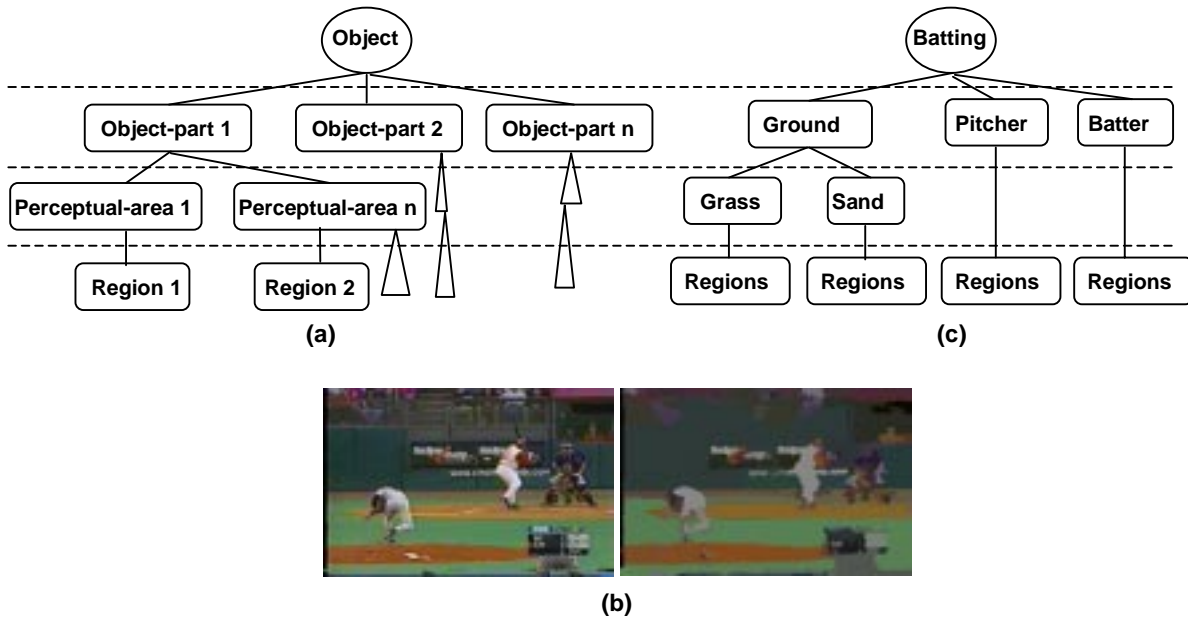 Object
Batting
Object-part 1
Object-part 2
Object-part n
Ground
Pitcher
Batter
Perceptual-area 1
Perceptual-area n
Grass
Sand
Region 1
Region 2
Regions
Regions
Regions
Regions
(a)
(c)
(b)